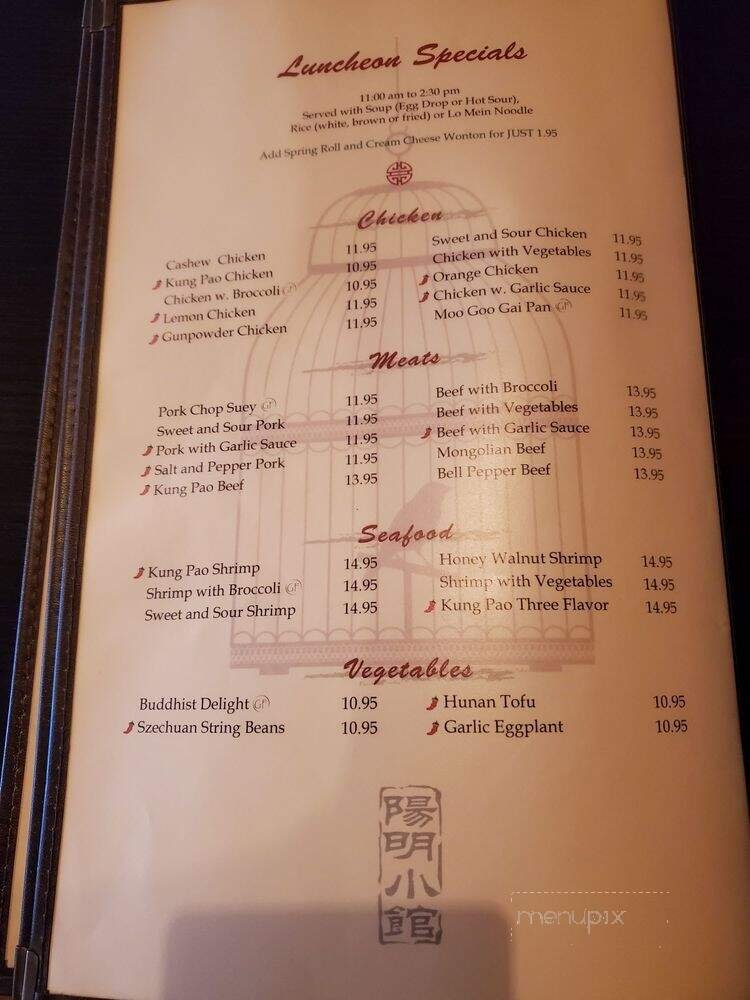 Luncheon Specials
11:00 am to 2:30 pm
Served with Soup (Egg Drop or Hot Sour),
Rice (white, brown or fried) or Lo Mein Noodle
Add Spring Roll and Cream Cheese Wonton for JUST 1.95
Chicken
Cashew Chicken 11.95
Kung Pao Chicken 10.95
Chicken w. Broccoli GF 10.95
Lemon Chicken 11.95
Gunpowder Chicken 11.95
Sweet and Sour Chicken 11.95
Chicken with Vegetables 11.95
Orange Chicken 11.95
Chicken w. Garlic Sauce 11.95
Moo Goo Gai Pan GF 11.95
Meats
Pork Chop Suey GF 11.95
Sweet and Sour Pork 11.95
Pork with Garlic Sauce 11.95
Salt and Pepper Pork 11.95
Kung Pao Beef 13.95
Beef with Broccoli 13.95
Beef with Vegetables 13.95
Beef with Garlic Sauce 13.95
Mongolian Beef 13.95
Bell Pepper Beef 13.95
Seafood
Kung Pao Shrimp 14.95
Shrimp with Broccoli GF 14.95
Sweet and Sour Shrimp 14.95
Honey Walnut Shrimp 14.95
Shrimp with Vegetables 14.95
Kung Pao Three Flavor 14.95
Vegetables
Buddhist Delight GF 10.95
Szechuan String Beans 10.95
Hunan Tofu 10.95
Garlic Eggplant 10.95
陽明小館
menupix